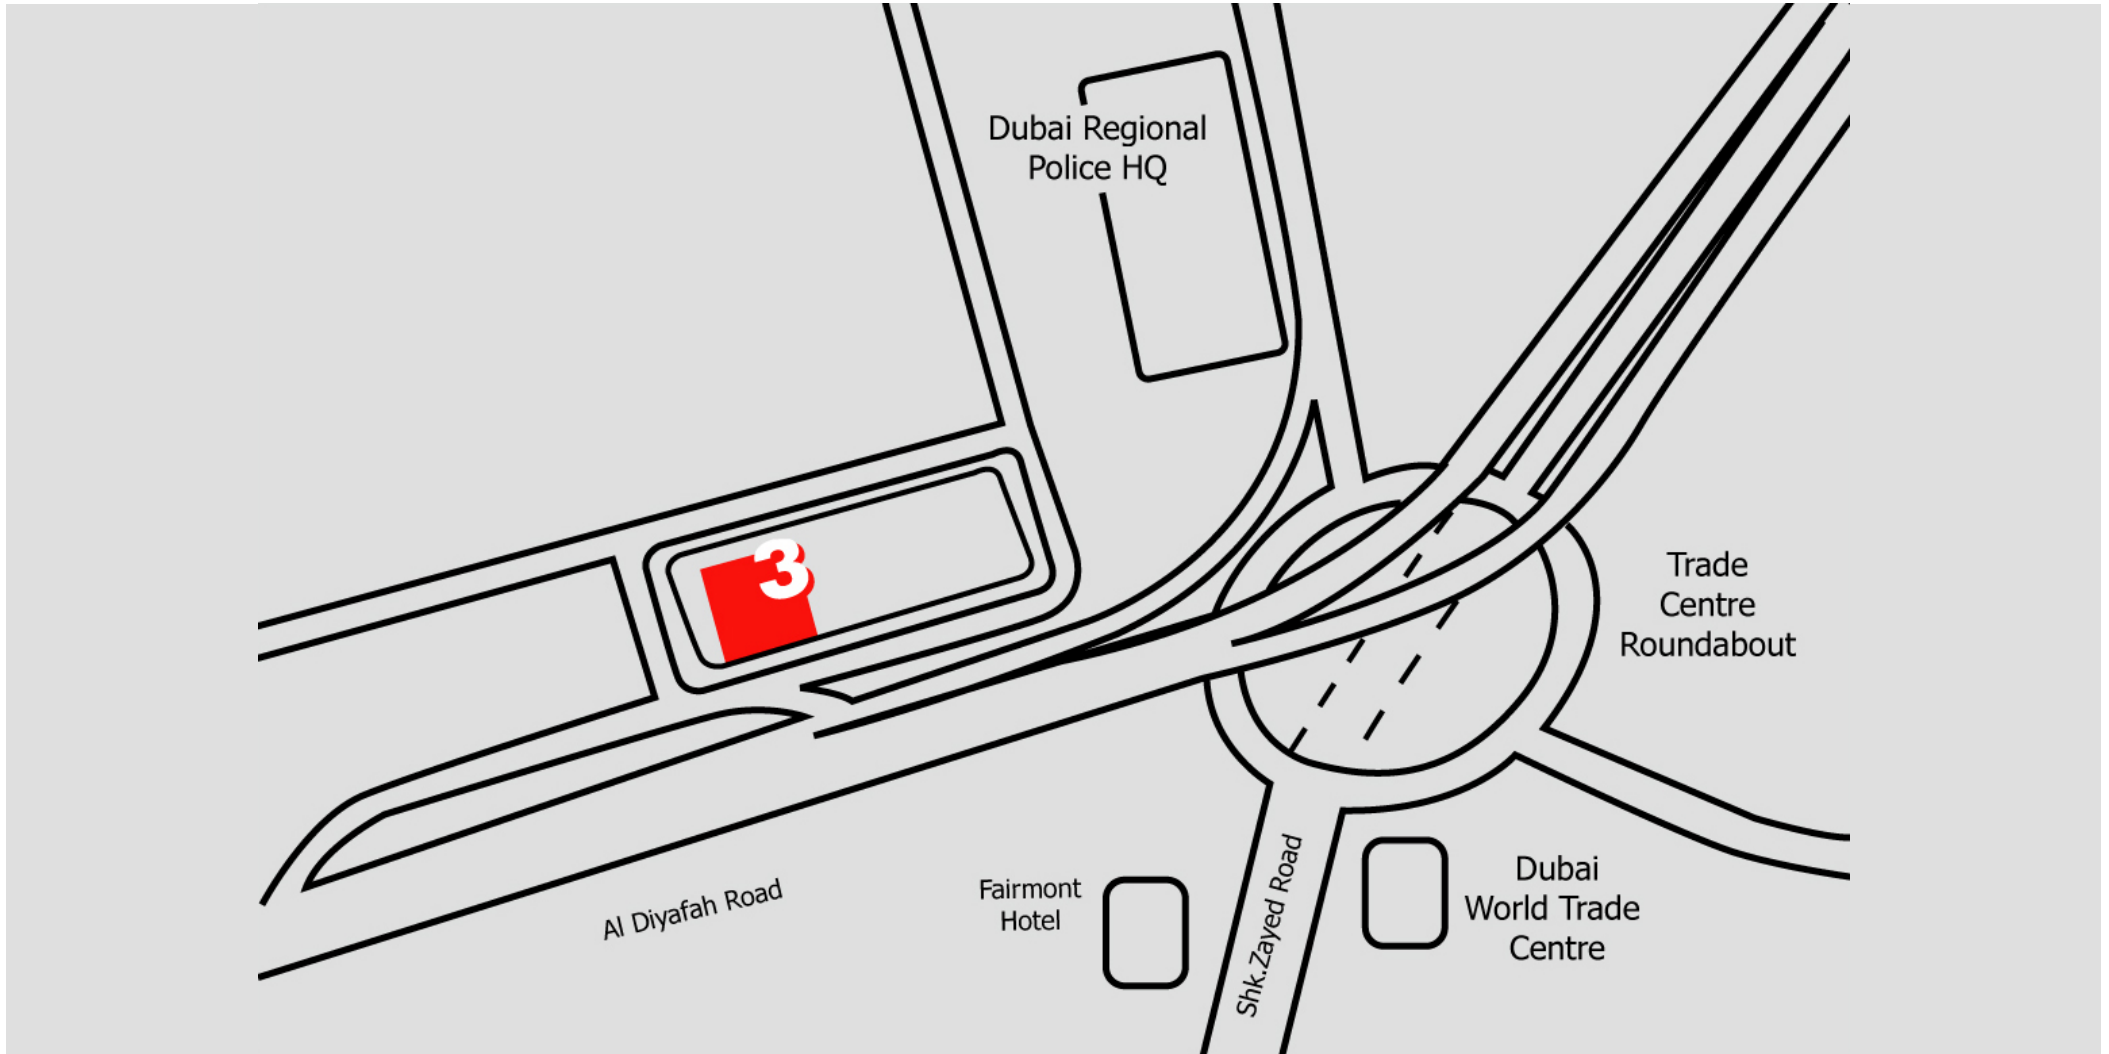 Dubai Regional
Police HQ
3
Trade
Centre
Roundabout
Al Diyafah Road
Fairmont
Hotel
Shk.Zayed Road
Dubai
World Trade
Centre